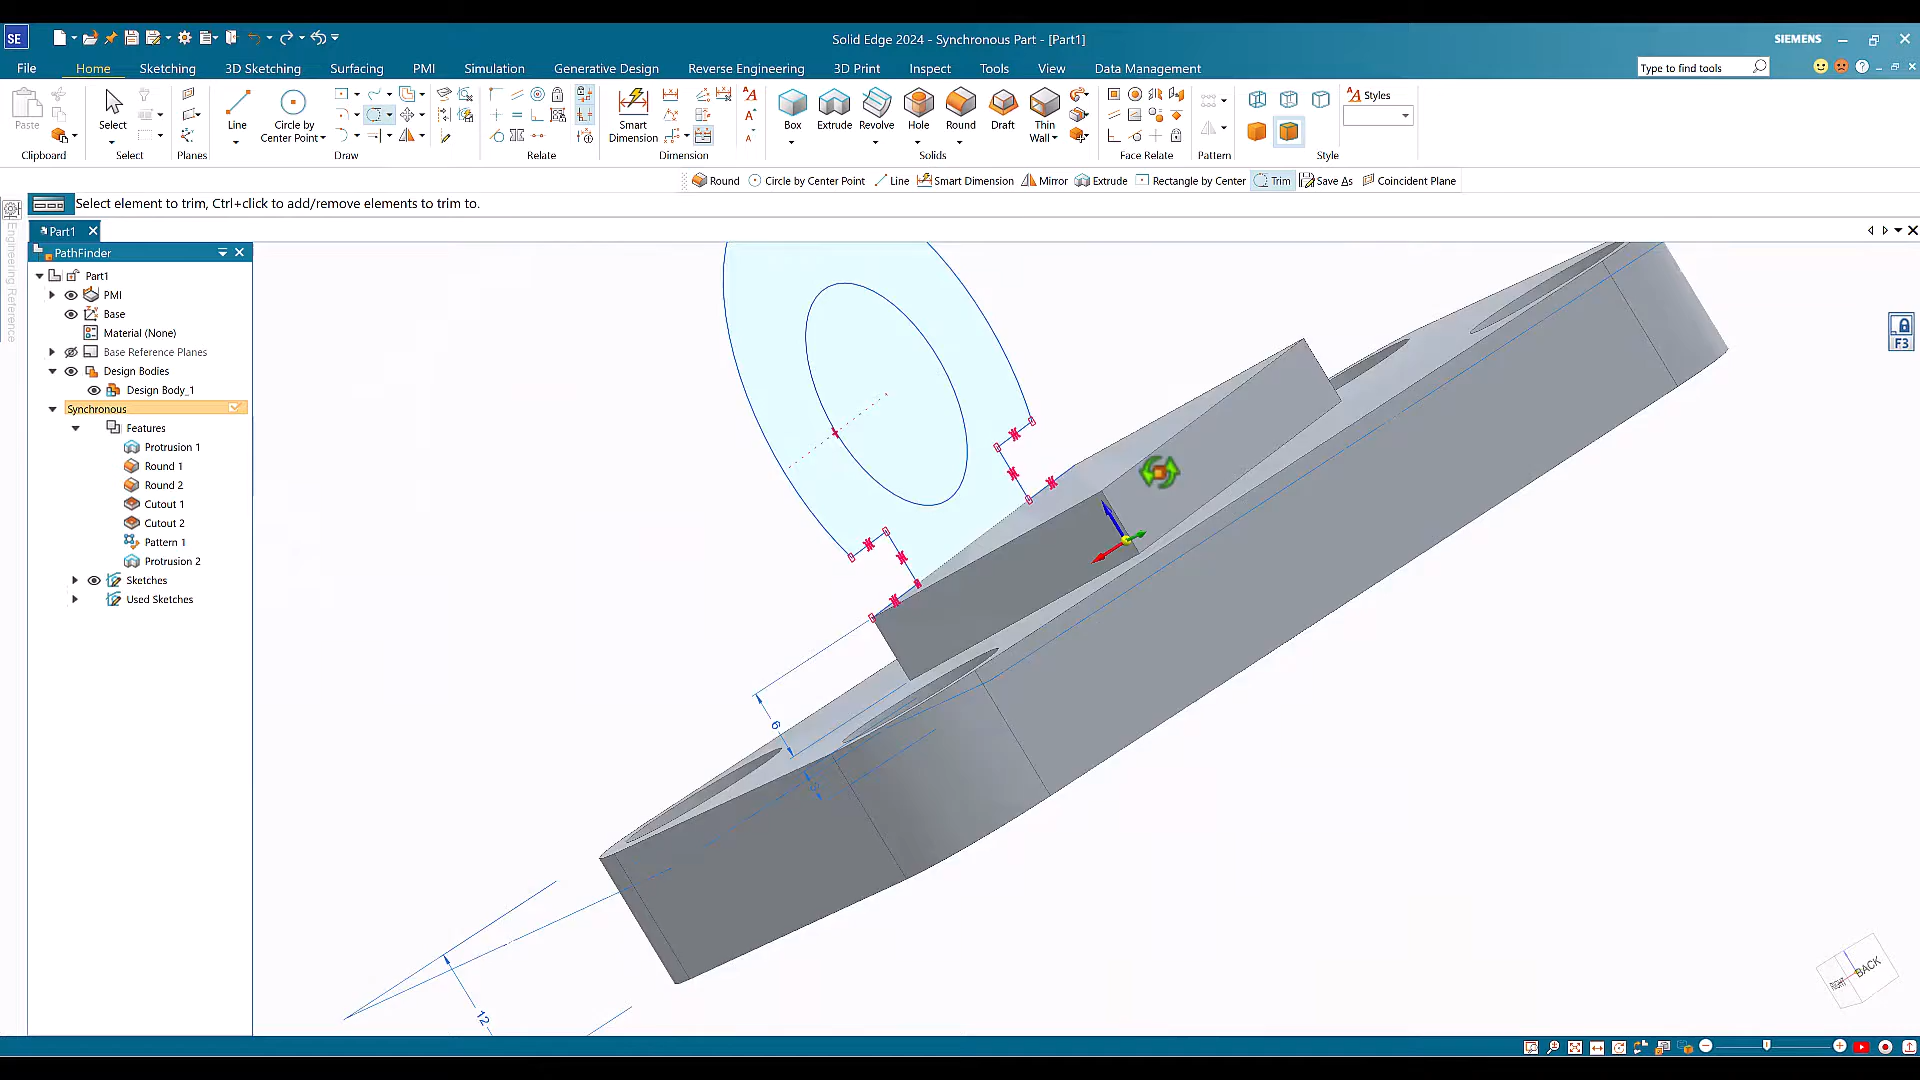 SE
Solid Edge 2024 - Synchronous Part - [Part1]
SIEMENS
File Home Sketching 3D Sketching Surfacing PMI Simulation Generative Design Reverse Engineering 3D Print Inspect Tools View Data Management
Type to find tools
Paste
Clipboard
Select
Select
Planes
Line
Circle by Center Point
Draw
Relate
Smart Dimension
Dimension
Box
Extrude
Revolve
Hole
Round
Draft
Thin Wall
Solids
Face Relate
Pattern
Styles
Style
Round Circle by Center Point Line Smart Dimension Mirror Extrude Rectangle by Center Trim Save As Coincident Plane
Select element to trim, Ctrl+click to add/remove elements to trim to.
Part1
Engineering Reference
PathFinder
Part1
PMI
Base
Material (None)
Base Reference Planes
Design Bodies
Design Body_1
Synchronous
Features
Protrusion 1
Round 1
Round 2
Cutout 1
Cutout 2
Pattern 1
Protrusion 2
Sketches
Used Sketches
F3
6
12
RIGHT
BACK